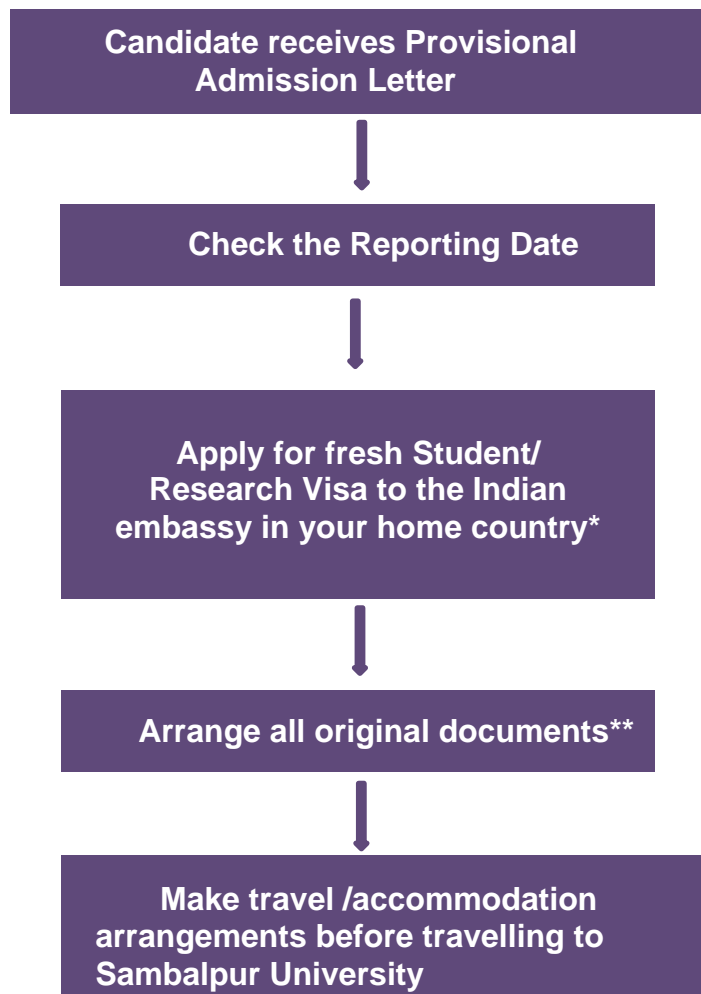 Candidate receives Provisional
Admission Letter
Check the Reporting Date
Apply for fresh Student/
Research Visa to the Indian
embassy in your home country*
Arrange all original documents**
Make travel /accommodation
arrangements before travelling to
Sambalpur University